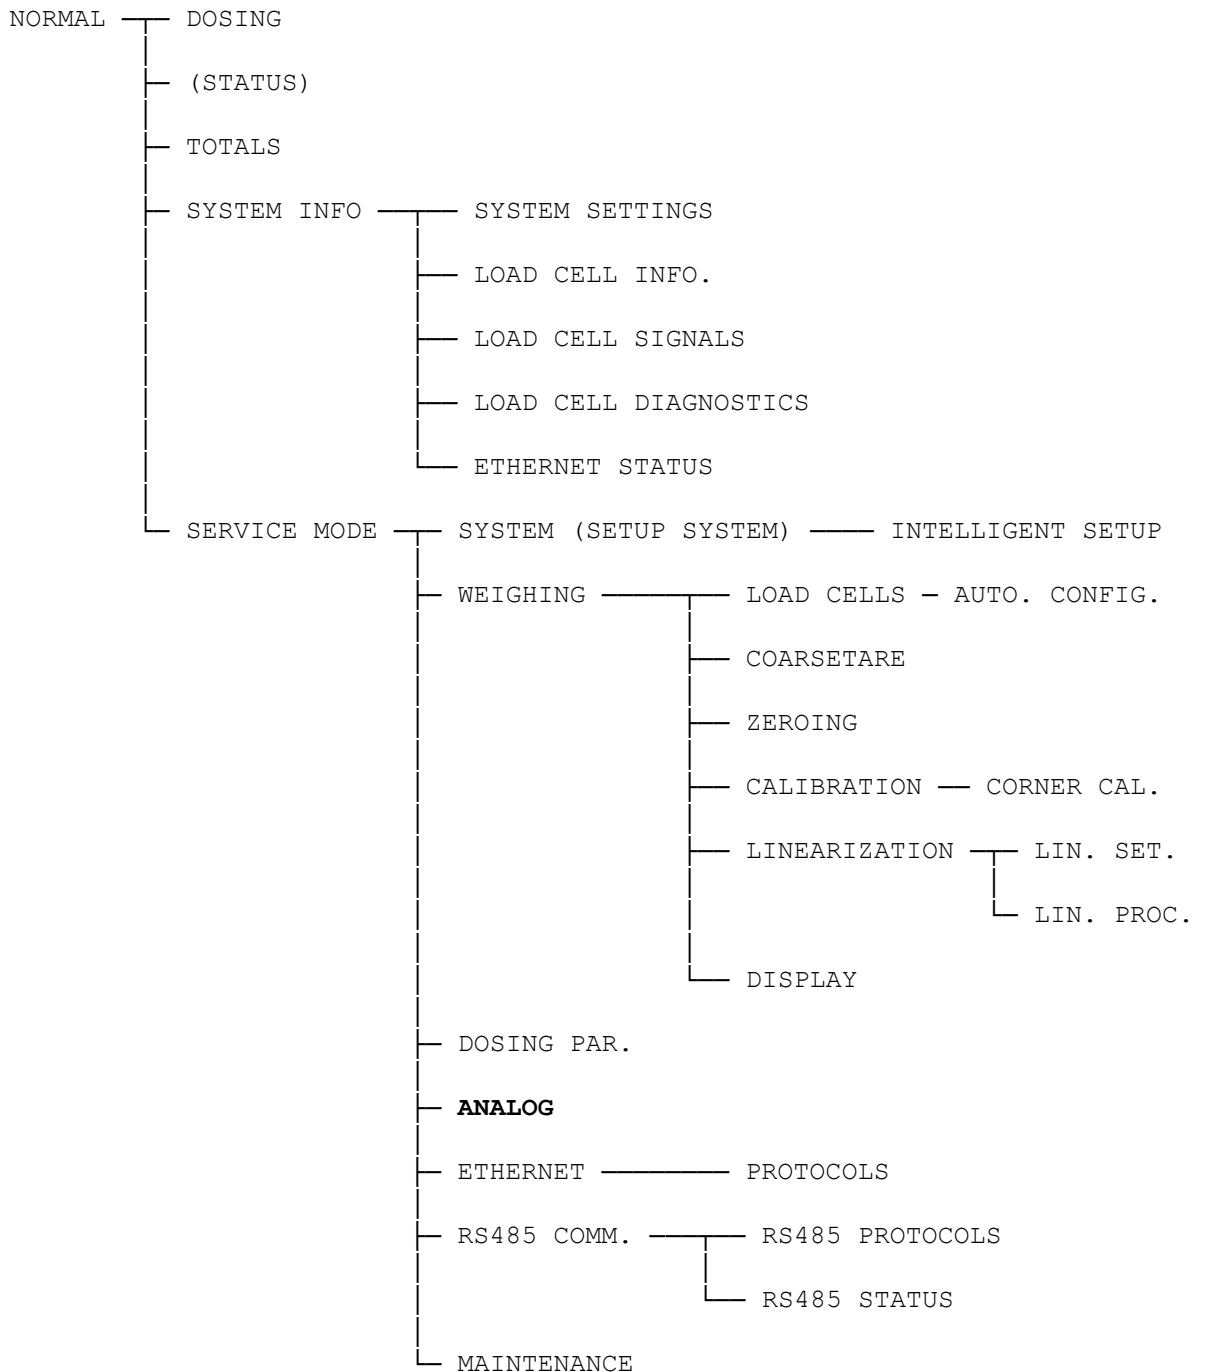 NORMAL DOSING
(STATUS)
TOTALS
SYSTEM INFO SYSTEM SETTINGS
LOAD CELL INFO.
LOAD CELL SIGNALS
LOAD CELL DIAGNOSTICS
ETHERNET STATUS
SERVICE MODE SYSTEM (SETUP SYSTEM) INTELLIGENT SETUP
WEIGHING LOAD CELLS AUTO. CONFIG.
COARSETARE
ZEROING
CALIBRATION CORNER CAL.
LINEARIZATION LIN. SET.
LIN. PROC.
DISPLAY
DOSING PAR.
ANALOG
ETHERNET PROTOCOLS
RS485 COMM. RS485 PROTOCOLS
RS485 STATUS
MAINTENANCE